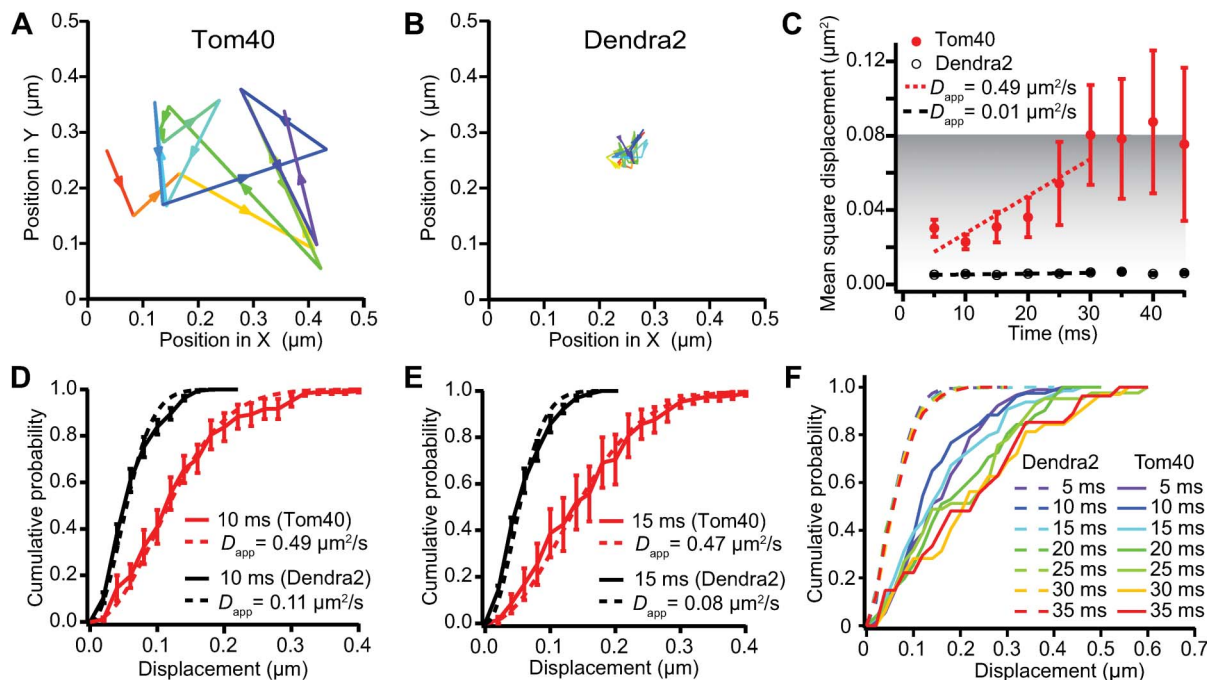 A
Tom40
0.5
0.4
0.3
0.2
0.1
0
Position in Y (µm)
0
0.1
0.2
0.3
0.4
0.5
Position in X (µm)
B
Dendra2
0.5
0.4
0.3
0.2
0.1
0
Position in Y (µm)
0
0.1
0.2
0.3
0.4
0.5
Position in X (µm)
C
Mean square displacement (µm²)
0.12
0.08
0.04
0.00
Tom40
Dendra2
Dapp = 0.49 µm²/s
Dapp = 0.01 µm²/s
0
10
20
30
40
Time (ms)
D
Cumulative probability
1.0
0.8
0.6
0.4
0.2
0.0
10 ms (Tom40)
Dapp = 0.49 µm²/s
10 ms (Dendra2)
Dapp = 0.11 µm²/s
0.0
0.1
0.2
0.3
0.4
Displacement (µm)
E
Cumulative probability
1.0
0.8
0.6
0.4
0.2
0.0
15 ms (Tom40)
Dapp = 0.47 µm²/s
15 ms (Dendra2)
Dapp = 0.08 µm²/s
0.0
0.1
0.2
0.3
0.4
Displacement (µm)
F
Cumulative probability
1.0
0.8
0.6
0.4
0.2
0
Dendra2 Tom40
5 ms 5 ms
10 ms 10 ms
15 ms 15 ms
20 ms 20 ms
25 ms 25 ms
30 ms 30 ms
35 ms 35 ms
0
0.1
0.2
0.3
0.4
0.5
0.6
0.7
Displacement (µm)